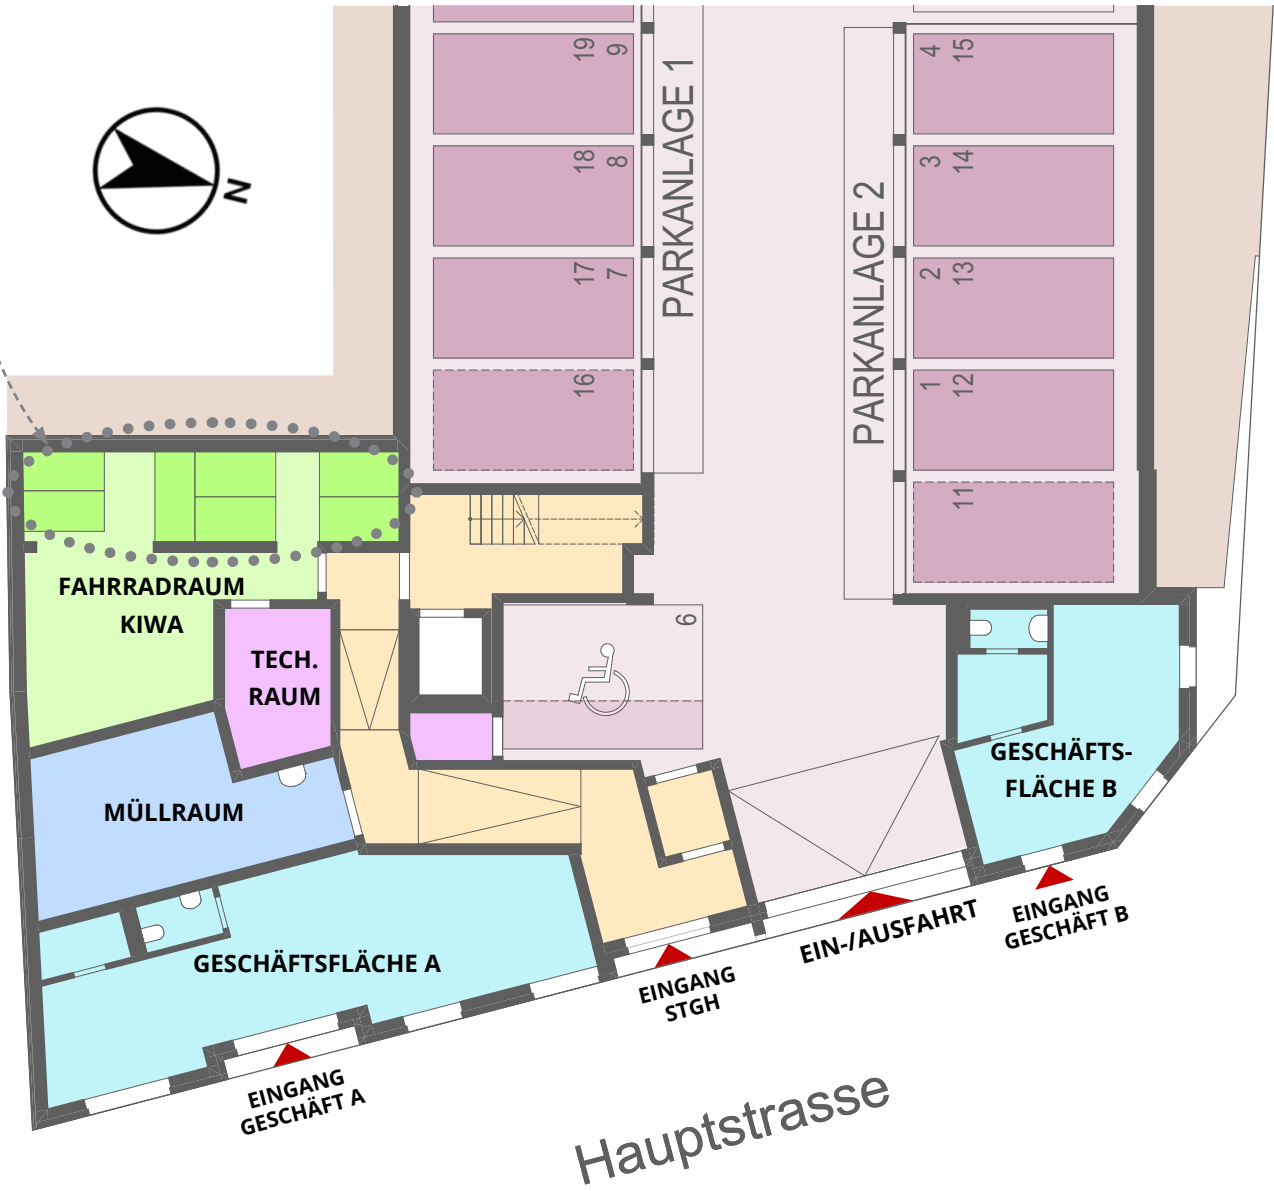 19
9
PARKANLAGE 1
4
15
N
18
8
3
14
PARKANLAGE 2
17
7
2
13
16
1
12
11
FAHRRADRAUM
KIWA
6
TECH.
RAUM
GESCHÄFTS-
FLÄCHE B
MÜLLRAUM
GESCHÄFTSFLÄCHE A
EINGANG
GESCHÄFT B
EIN-/AUSFAHRT
EINGANG
STGH
EINGANG
GESCHÄFT A
Hauptstrasse